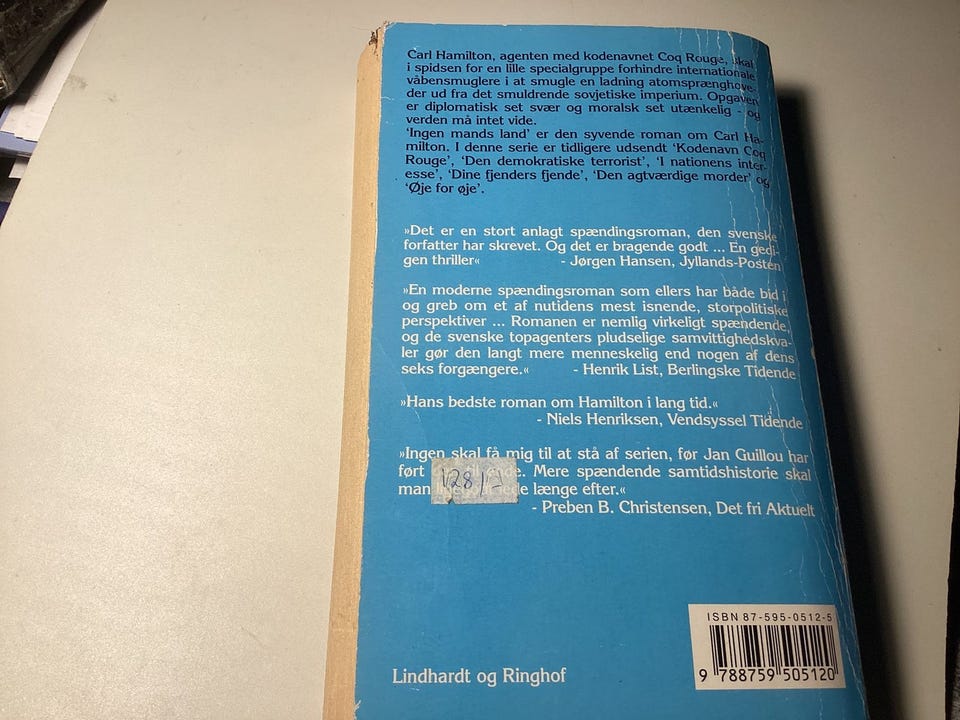 Carl Hamilton, agenten med kodenavnet Coq Rouge, skal
i spidsen for en lille specialgruppe forhindre internationale
våbensmuglere i at smugle en ladning atomsprænghove-
der ud fra det smuldrende sovjetiske imperium. Opgaven
er diplomatisk set svær og moralsk set utænkelig - og
verden må intet vide.
'Ingen mands land' er den syvende roman om Carl Ha-
milton. I denne serie er tidligere udsendt 'Kodenavn Coq
Rouge', 'Den demokratiske terrorist', 'I nationens inter-
esse', 'Dine fjenders fjende', 'Den agtværdige morder' og
'Øje for øje'.
»Det er en stort anlagt spændingsroman, den svenske
forfatter har skrevet. Og det er bragende godt ... En gedi-
gen thriller« - Jørgen Hansen, Jyllands-Posten
»En moderne spændingsroman som ellers har både bid i
og greb om et af nutidens mest isnende, storpolitiske
perspektiver ... Romanen er nemlig virkeligt spændende,
og de svenske topagenters pludselige samvittighedskva-
ler gør den langt mere menneskelig end nogen af dens
seks forgængere.« - Henrik List, Berlingske Tidende
»Hans bedste roman om Hamilton i lang tid.«
- Niels Henriksen, Vendsyssel Tidende
»Ingen skal få mig til at stå af serien, før Jan Guillou har
ført Mere spændende samtidshistorie skal
man længe efter.«
- Preben B. Christensen, Det fri Aktuelt
ISBN 87-595-0512-5
9 788759 505120
Lindhardt og Ringhof